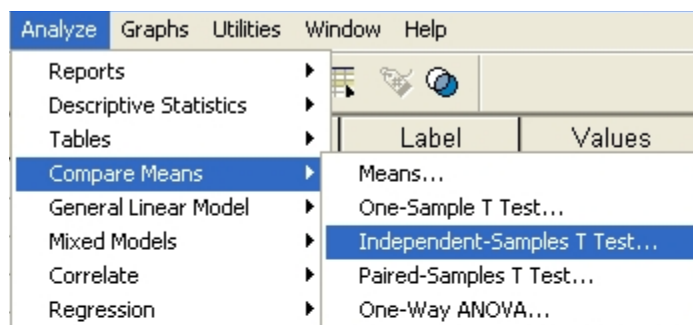 Analyze Graphs Utilities Window Help
Reports
Descriptive Statistics
Tables
Label Values
Compare Means
Means...
General Linear Model
One-Sample T Test...
Mixed Models
Independent-Samples T Test...
Correlate
Paired-Samples T Test...
Regression
One-Way ANOVA...